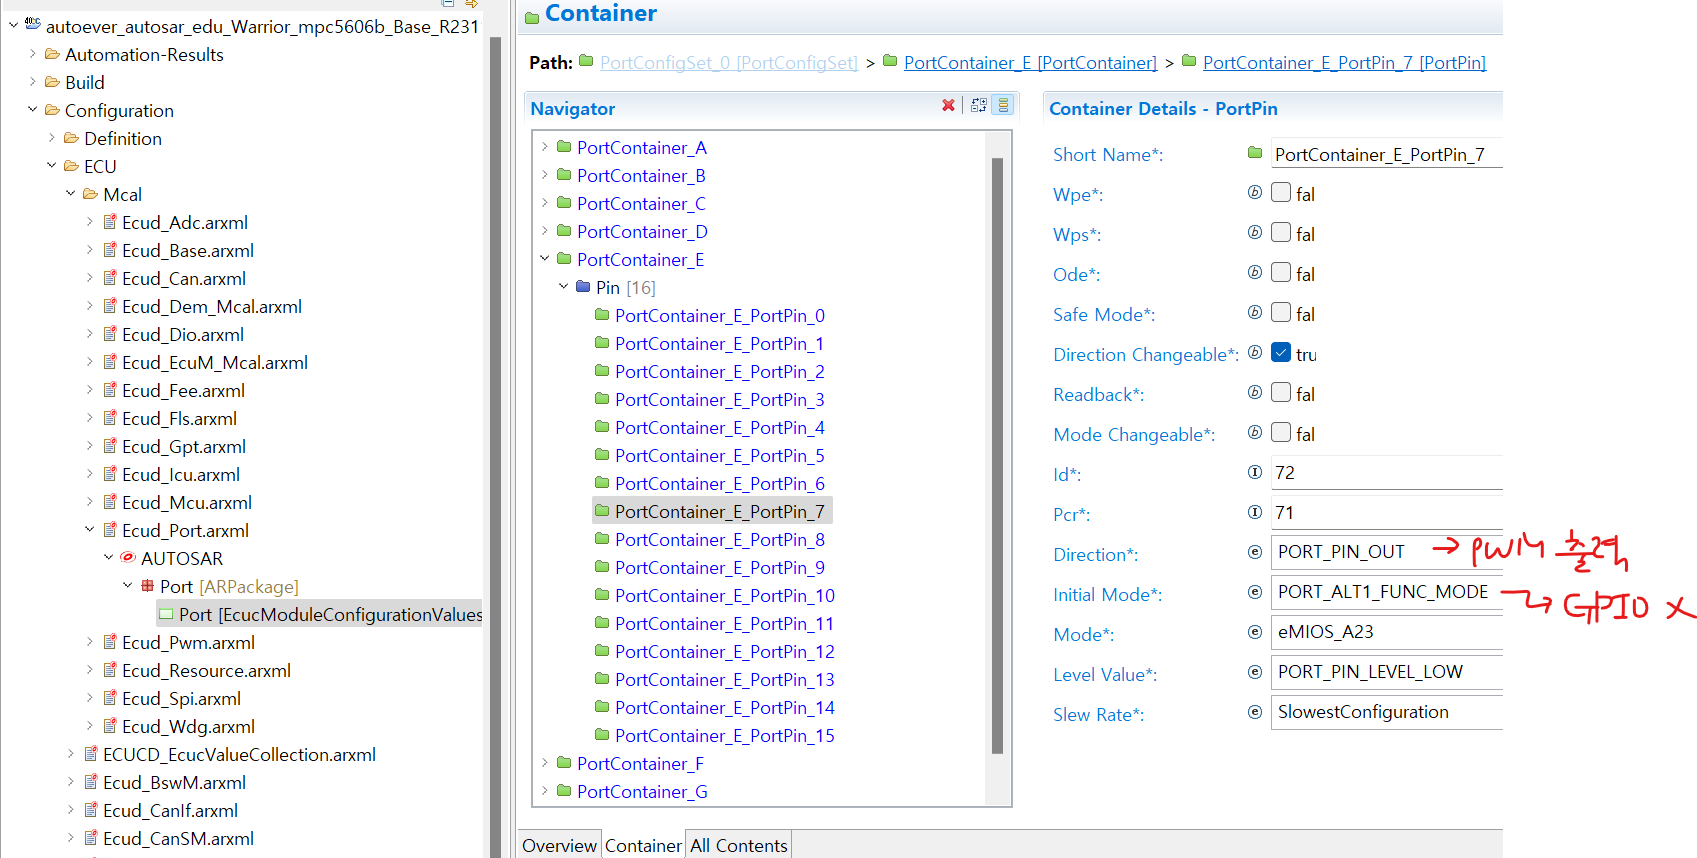 autoever_autosar_edu_Warrior_mpc5606b_Base_R231
Automation-Results
Build
Configuration
Definition
ECU
Mcal
Ecud_Adc.arxml
Ecud_Base.arxml
Ecud_Can.arxml
Ecud_Dem_Mcal.arxml
Ecud_Dio.arxml
Ecud_EcuM_Mcal.arxml
Ecud_Fee.arxml
Ecud_Fls.arxml
Ecud_Gpt.arxml
Ecud_Icu.arxml
Ecud_Mcu.arxml
Ecud_Port.arxml
AUTOSAR
Port [ARPackage]
Port [EcucModuleConfigurationValues
Ecud_Pwm.arxml
Ecud_Resource.arxml
Ecud_Spi.arxml
Ecud_Wdg.arxml
ECUCD_EcucValueCollection.arxml
Ecud_BswM.arxml
Ecud_CanIf.arxml
Ecud_CanSM.arxml
Container
Path: PortConfigSet_0 [PortConfigSet] > PortContainer_E [PortContainer] > PortContainer_E_PortPin_7 [PortPin]
Navigator
PortContainer_A
PortContainer_B
PortContainer_C
PortContainer_D
PortContainer_E
Pin [16]
PortContainer_E_PortPin_0
PortContainer_E_PortPin_1
PortContainer_E_PortPin_2
PortContainer_E_PortPin_3
PortContainer_E_PortPin_4
PortContainer_E_PortPin_5
PortContainer_E_PortPin_6
PortContainer_E_PortPin_7
PortContainer_E_PortPin_8
PortContainer_E_PortPin_9
PortContainer_E_PortPin_10
PortContainer_E_PortPin_11
PortContainer_E_PortPin_12
PortContainer_E_PortPin_13
PortContainer_E_PortPin_14
PortContainer_E_PortPin_15
PortContainer_F
PortContainer_G
Container Details - PortPin
Short Name*: PortContainer_E_PortPin_7
Wpe*: fal
Wps*: fal
Ode*: fal
Safe Mode*: fal
Direction Changeable*: tru
Readback*: fal
Mode Changeable*: fal
Id*: 72
Pcr*: 71
Direction*: PORT_PIN_OUT → PWM 출력
Initial Mode*: PORT_ALT1_FUNC_MODE → GPIO X
Mode*: eMIOS_A23
Level Value*: PORT_PIN_LEVEL_LOW
Slew Rate*: SlowestConfiguration
Overview Container All Contents